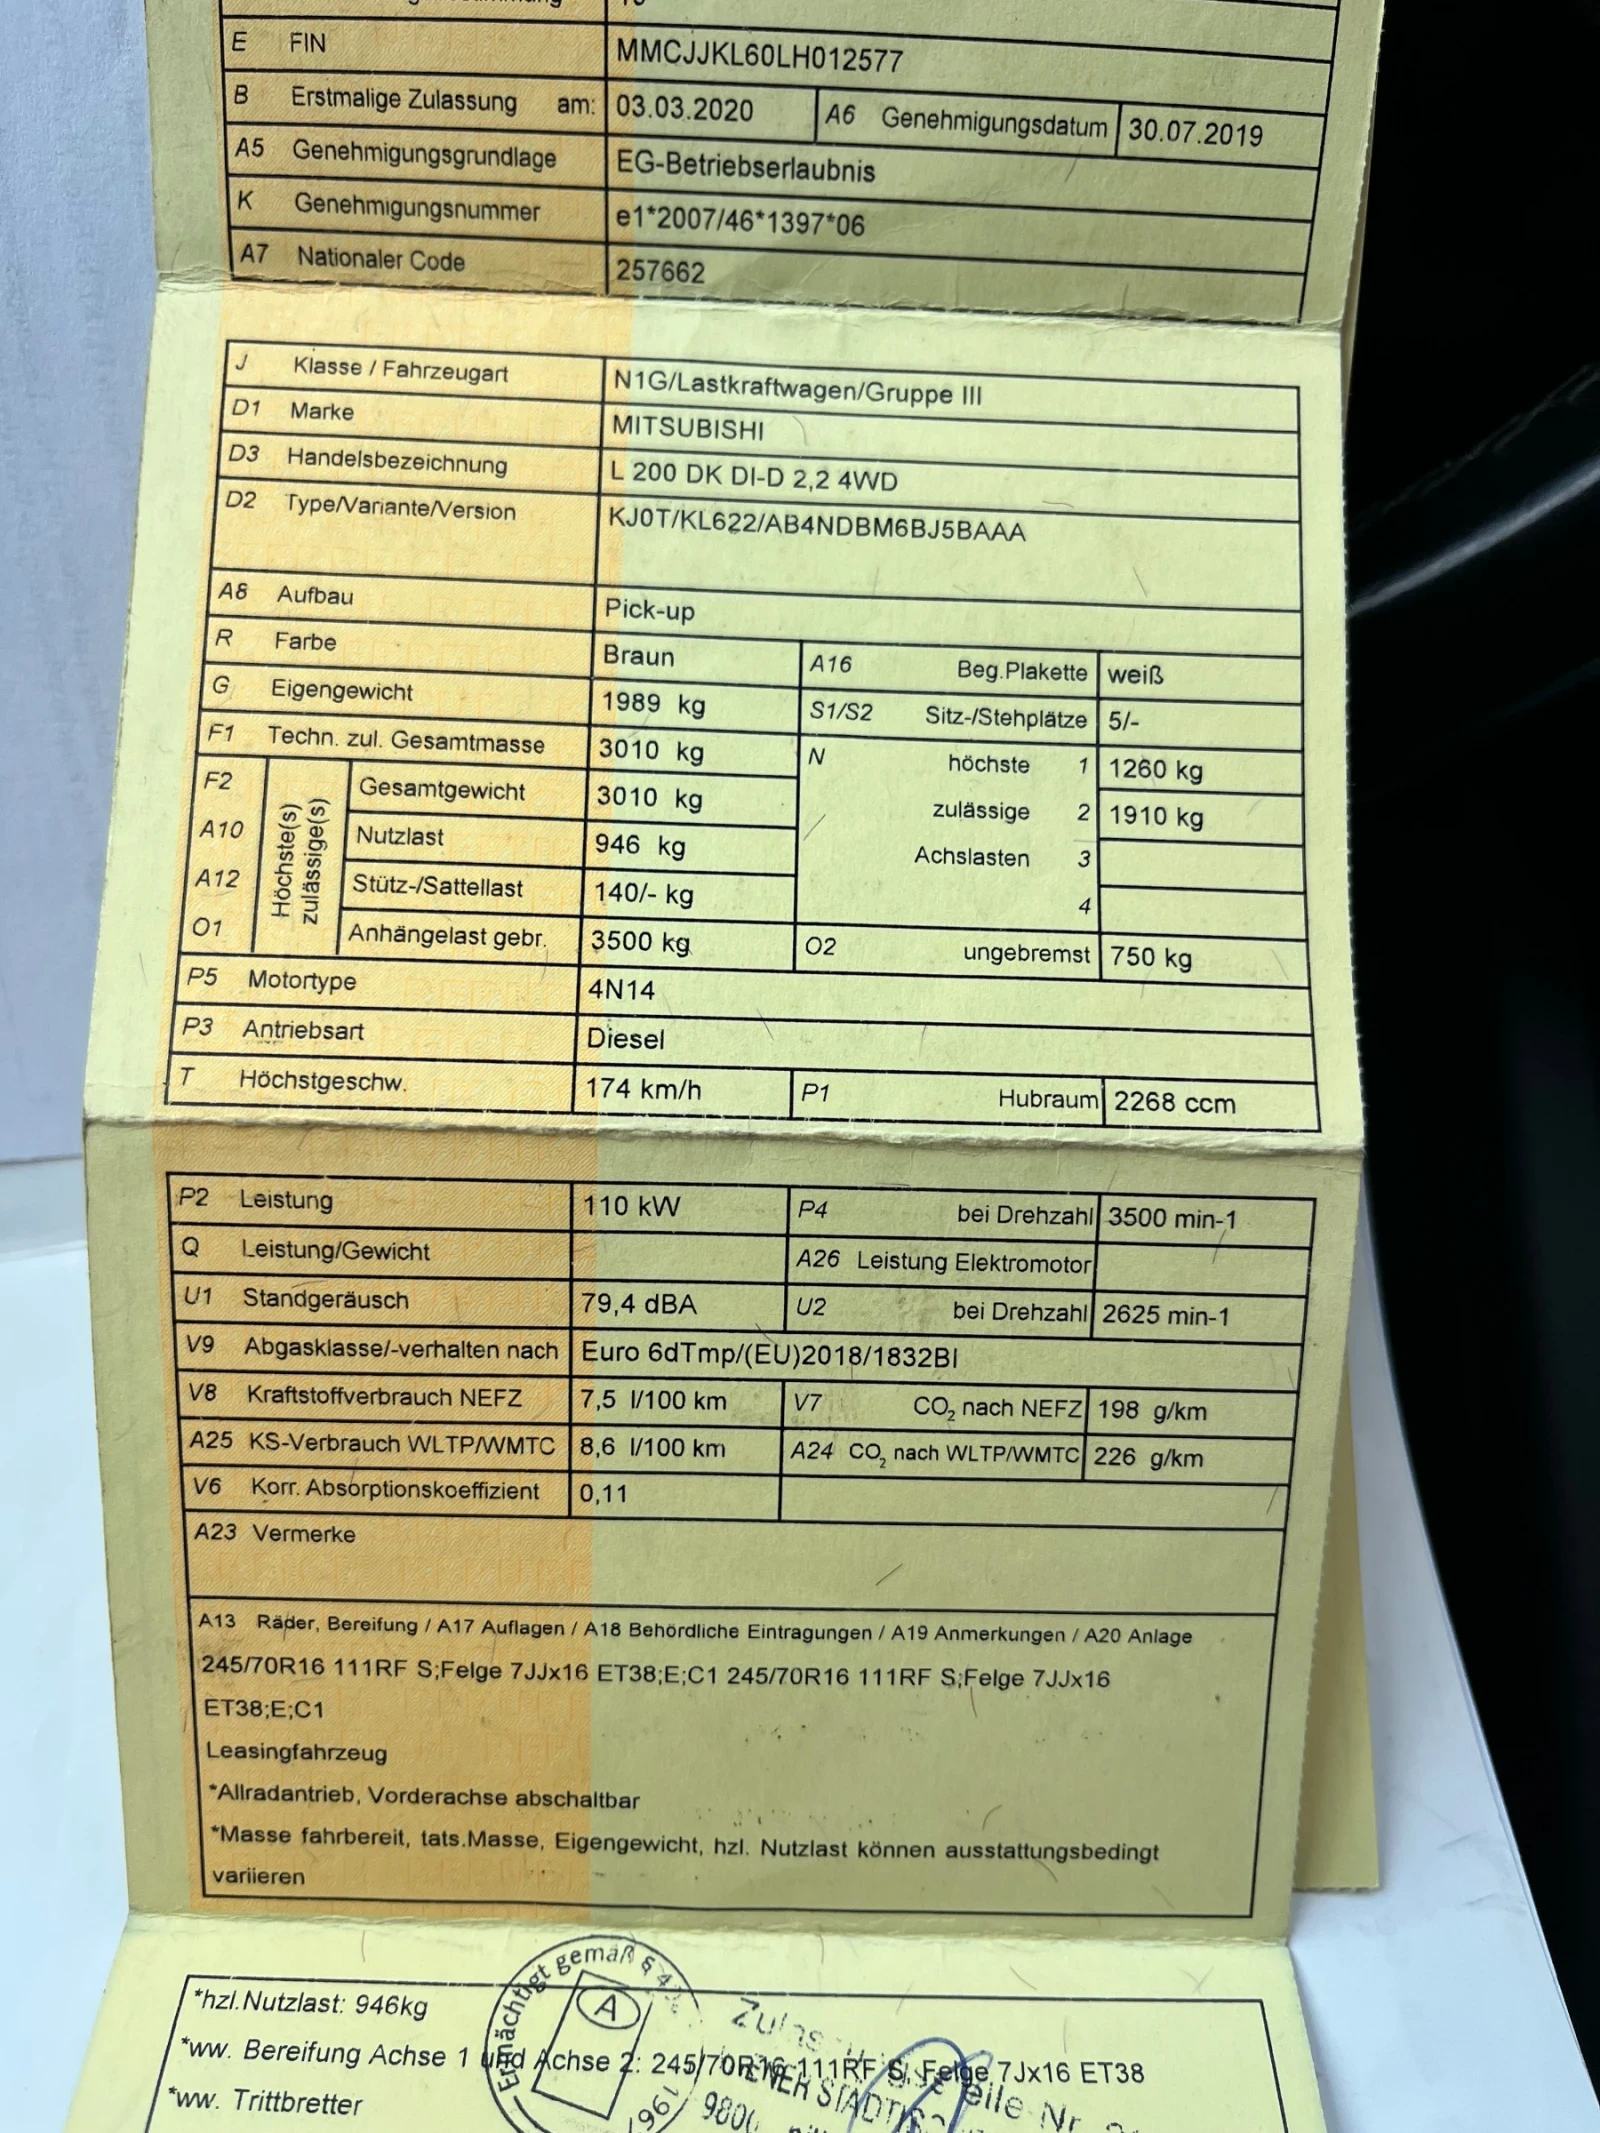 E FIN MMCJJKL60LH012577
B Erstmalige Zulassung am: 03.03.2020 A6 Genehmigungsdatum 30.07.2019
A5 Genehmigungsgrundlage EG-Betriebserlaubnis
K Genehmigungsnummer e1*2007/46*1397*06
A7 Nationaler Code 257662
J Klasse / Fahrzeugart N1G/Lastkraftwagen/Gruppe III
D1 Marke MITSUBISHI
D3 Handelsbezeichnung L 200 DK DI-D 2,2 4WD
D2 Type/Variante/Version KJ0T/KL622/AB4NDBM6BJ5BAAA
A8 Aufbau Pick-up
R Farbe Braun A16 Beg.Plakette weiß
G Eigengewicht 1989 kg S1/S2 Sitz-/Stehplätze 5/-
F1 Techn. zul. Gesamtmasse 3010 kg N höchste 1 1260 kg
F2 Höchste(s) zulässige(s) Gesamtgewicht 3010 kg zulässige 2 1910 kg
A10 Nutzlast 946 kg Achslasten 3
A12 Stütz-/Sattellast 140/- kg 4
O1 Anhängelast gebr. 3500 kg O2 ungebremst 750 kg
P5 Motortype 4N14
P3 Antriebsart Diesel
T Höchstgeschw. 174 km/h P1 Hubraum 2268 ccm
P2 Leistung 110 kW P4 bei Drehzahl 3500 min-1
Q Leistung/Gewicht A26 Leistung Elektromotor
U1 Standgeräusch 79,4 dBA U2 bei Drehzahl 2625 min-1
V9 Abgasklasse/-verhalten nach Euro 6dTmp/(EU)2018/1832BI
V8 Kraftstoffverbrauch NEFZ 7,5 l/100 km V7 CO2 nach NEFZ 198 g/km
A25 KS-Verbrauch WLTP/WMTC 8,6 l/100 km A24 CO2 nach WLTP/WMTC 226 g/km
V6 Korr. Absorptionskoeffizient 0,11
A23 Vermerke
A13 Räder, Bereifung / A17 Auflagen / A18 Behördliche Eintragungen / A19 Anmerkungen / A20 Anlage
245/70R16 111RF S;Felge 7JJx16 ET38;E;C1 245/70R16 111RF S;Felge 7JJx16
ET38;E;C1
Leasingfahrzeug
*Allradantrieb, Vorderachse abschaltbar
*Masse fahrbereit, tats.Masse, Eigengewicht, hzl. Nutzlast können ausstattungsbedingt
variieren
Ermächtigt gemäß §
A
*hzl.Nutzlast: 946kg
*ww. Bereifung Achse 1 und Achse 2: 245/70R16 111RF S, Felge 7Jx16 ET38
*ww. Trittbretter